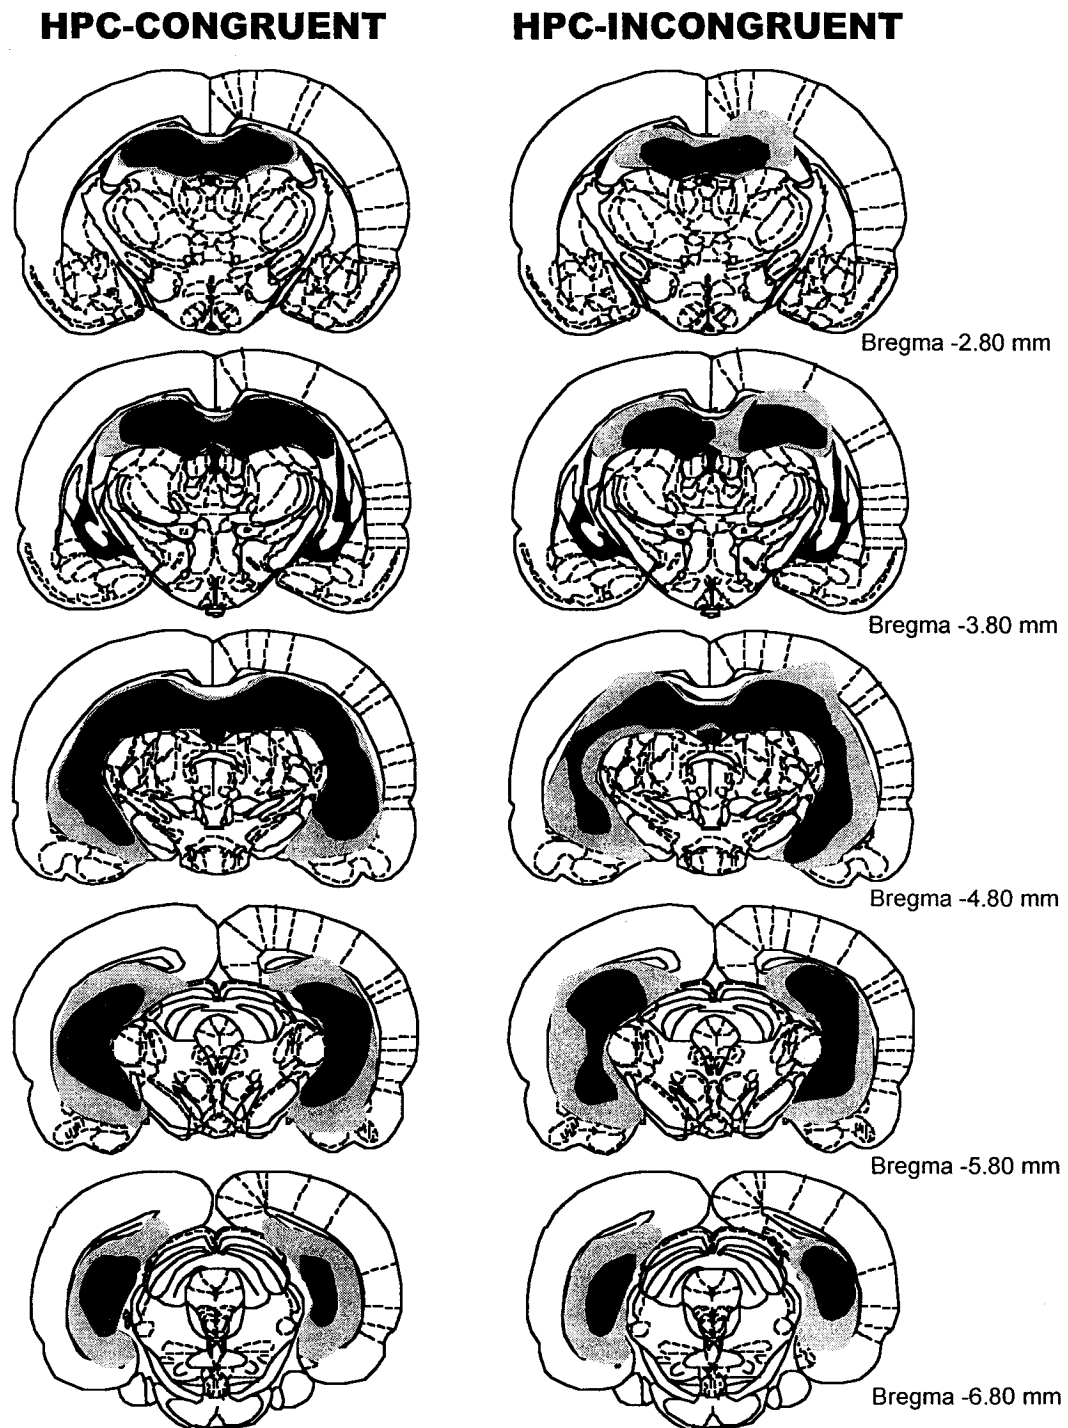 HPC-CONGRUENT
HPC-INCONGRUENT
Bregma -2.80 mm
Bregma -3.80 mm
Bregma -4.80 mm
Bregma -5.80 mm
Bregma -6.80 mm